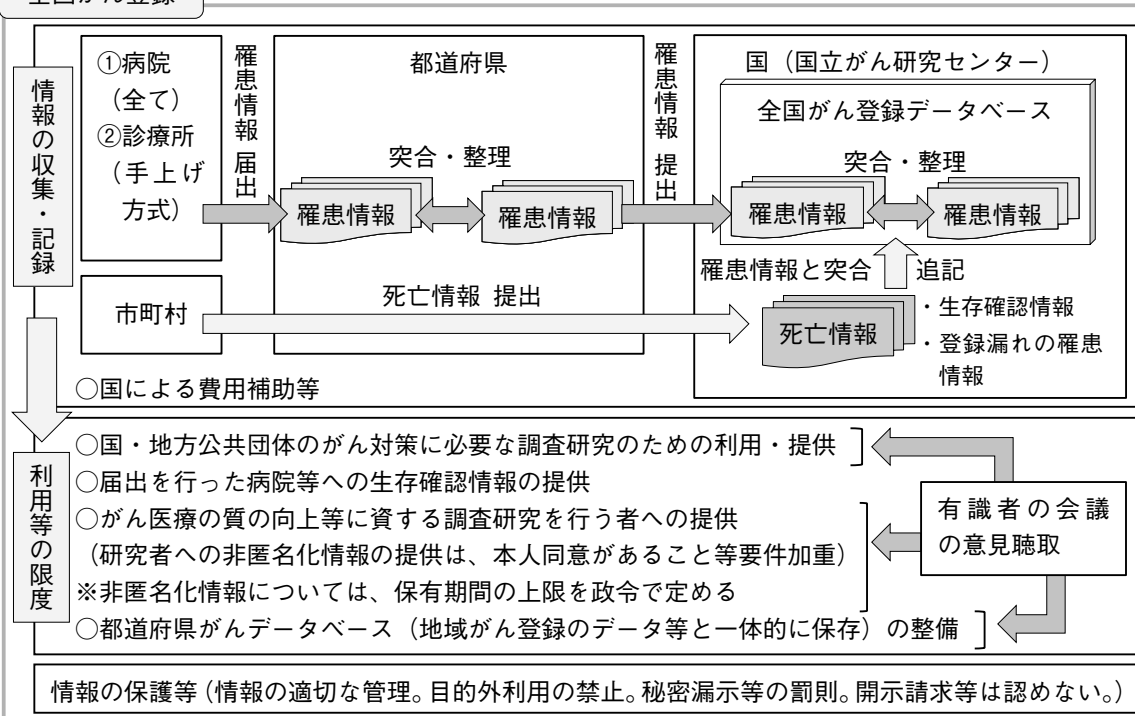 全国がん登録
情報の収集・記録
①病院
(全て)
②診療所
(手上げ
方式)
罹患情報 届出
都道府県
突合・整理
罹患情報
罹患情報
罹患情報 提出
国(国立がん研究センター)
全国がん登録データベース
突合・整理
罹患情報
罹患情報
罹患情報と突合
追記
市町村
死亡情報 提出
死亡情報
・生存確認情報
・登録漏れの罹患
情報
○国による費用補助等
利用等の限度
○国・地方公共団体のがん対策に必要な調査研究のための利用・提供
○届出を行った病院等への生存確認情報の提供
○がん医療の質の向上等に資する調査研究を行う者への提供
(研究者への非匿名化情報の提供は、本人同意があること等要件加重)
※非匿名化情報については、保有期間の上限を政令で定める
○都道府県がんデータベース(地域がん登録のデータ等と一体的に保存)の整備
有識者の会議
の意見聴取
情報の保護等(情報の適切な管理。目的外利用の禁止。秘密漏示等の罰則。開示請求等は認めない。)